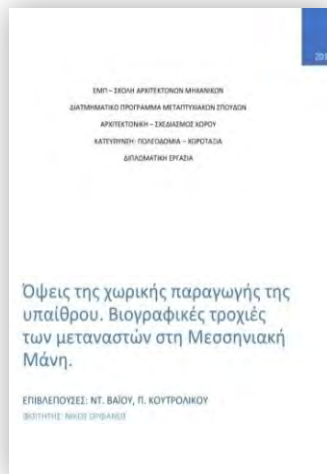 201
ΕΜΠ – ΣΧΟΛΗ ΑΡΧΙΤΕΚΤΟΝΩΝ ΜΗΧΑΝΙΚΩΝ
ΔΙΑΤΜΗΜΑΤΙΚΟ ΠΡΟΓΡΑΜΜΑ ΜΕΤΑΠΤΥΧΙΑΚΩΝ ΣΠΟΥΔΩΝ
ΑΡΧΙΤΕΚΤΟΝΙΚΗ – ΣΧΕΔΙΑΣΜΟΣ ΧΩΡΟΥ
ΚΑΤΕΥΘΥΝΣΗ: ΠΟΛΕΟΔΟΜΙΑ – ΧΩΡΟΤΑΞΙΑ
ΔΙΠΛΩΜΑΤΙΚΗ ΕΡΓΑΣΙΑ
Όψεις της χωρικής παραγωγής της
υπαίθρου. Βιογραφικές τροχιές
των μεταναστών στη Μεσσηνιακή
Μάνη.
ΕΠΙΒΛΕΠΟΥΣΕΣ: ΝΤ. ΒΑΪΟΥ, Π. ΚΟΥΤΡΟΛΙΚΟΥ
ΦΟΙΤΗΤΗΣ: ΝΙΚΟΣ ΟΡΦΑΝΟΣ